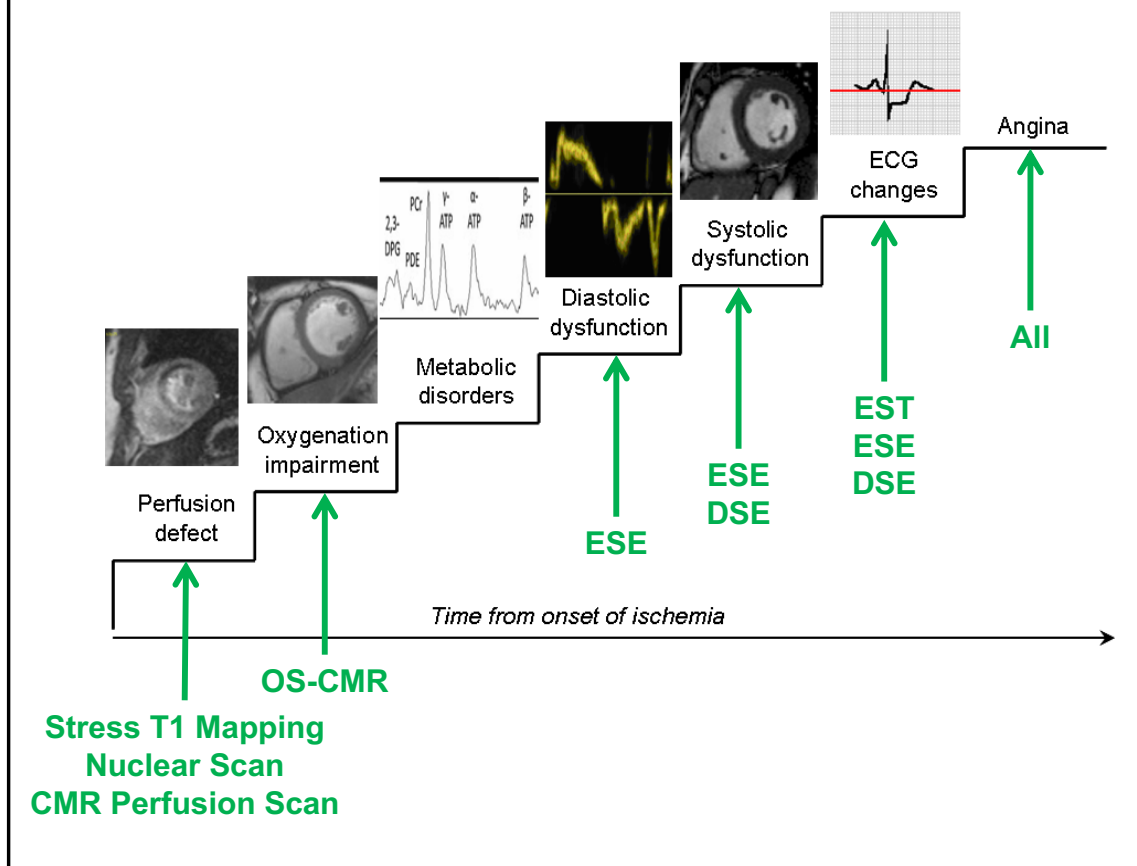 Angina
ECG
changes
Systolic
dysfunction
PCr
γ-
ATP
α-
ATP
β-
ATP
2,3-
DPG
PDE
Diastolic
dysfunction
Metabolic
disorders
Oxygenation
impairment
Perfusion
defect
All
EST
ESE
DSE
ESE
DSE
ESE
Time from onset of ischemia
OS-CMR
Stress T1 Mapping
Nuclear Scan
CMR Perfusion Scan